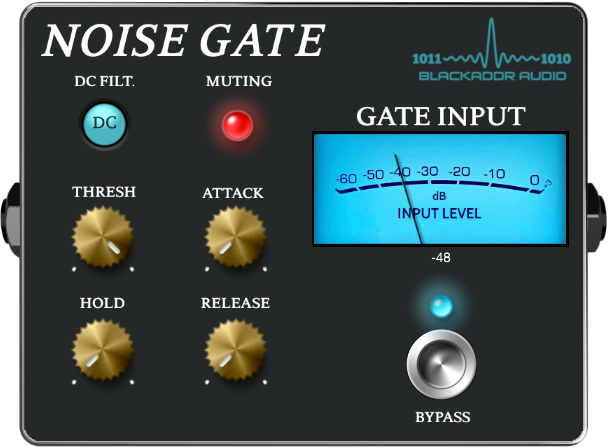 NOISE GATE
1011
1010
BLACKADDR AUDIO
DC FILT.
MUTING
DC
GATE INPUT
-60 -50 -40 -30 -20 -10 0 +3
dB
INPUT LEVEL
THRESH
ATTACK
-48
HOLD
RELEASE
BYPASS